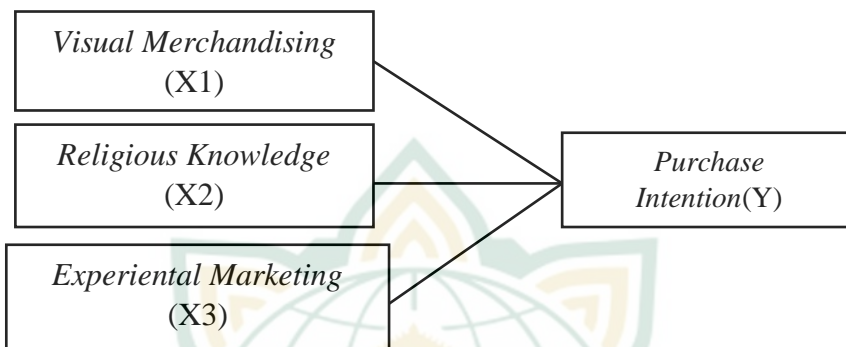 Visual Merchandising
(X1)
Religious Knowledge
(X2)
Experiental Marketing
(X3)
Purchase
Intention(Y)